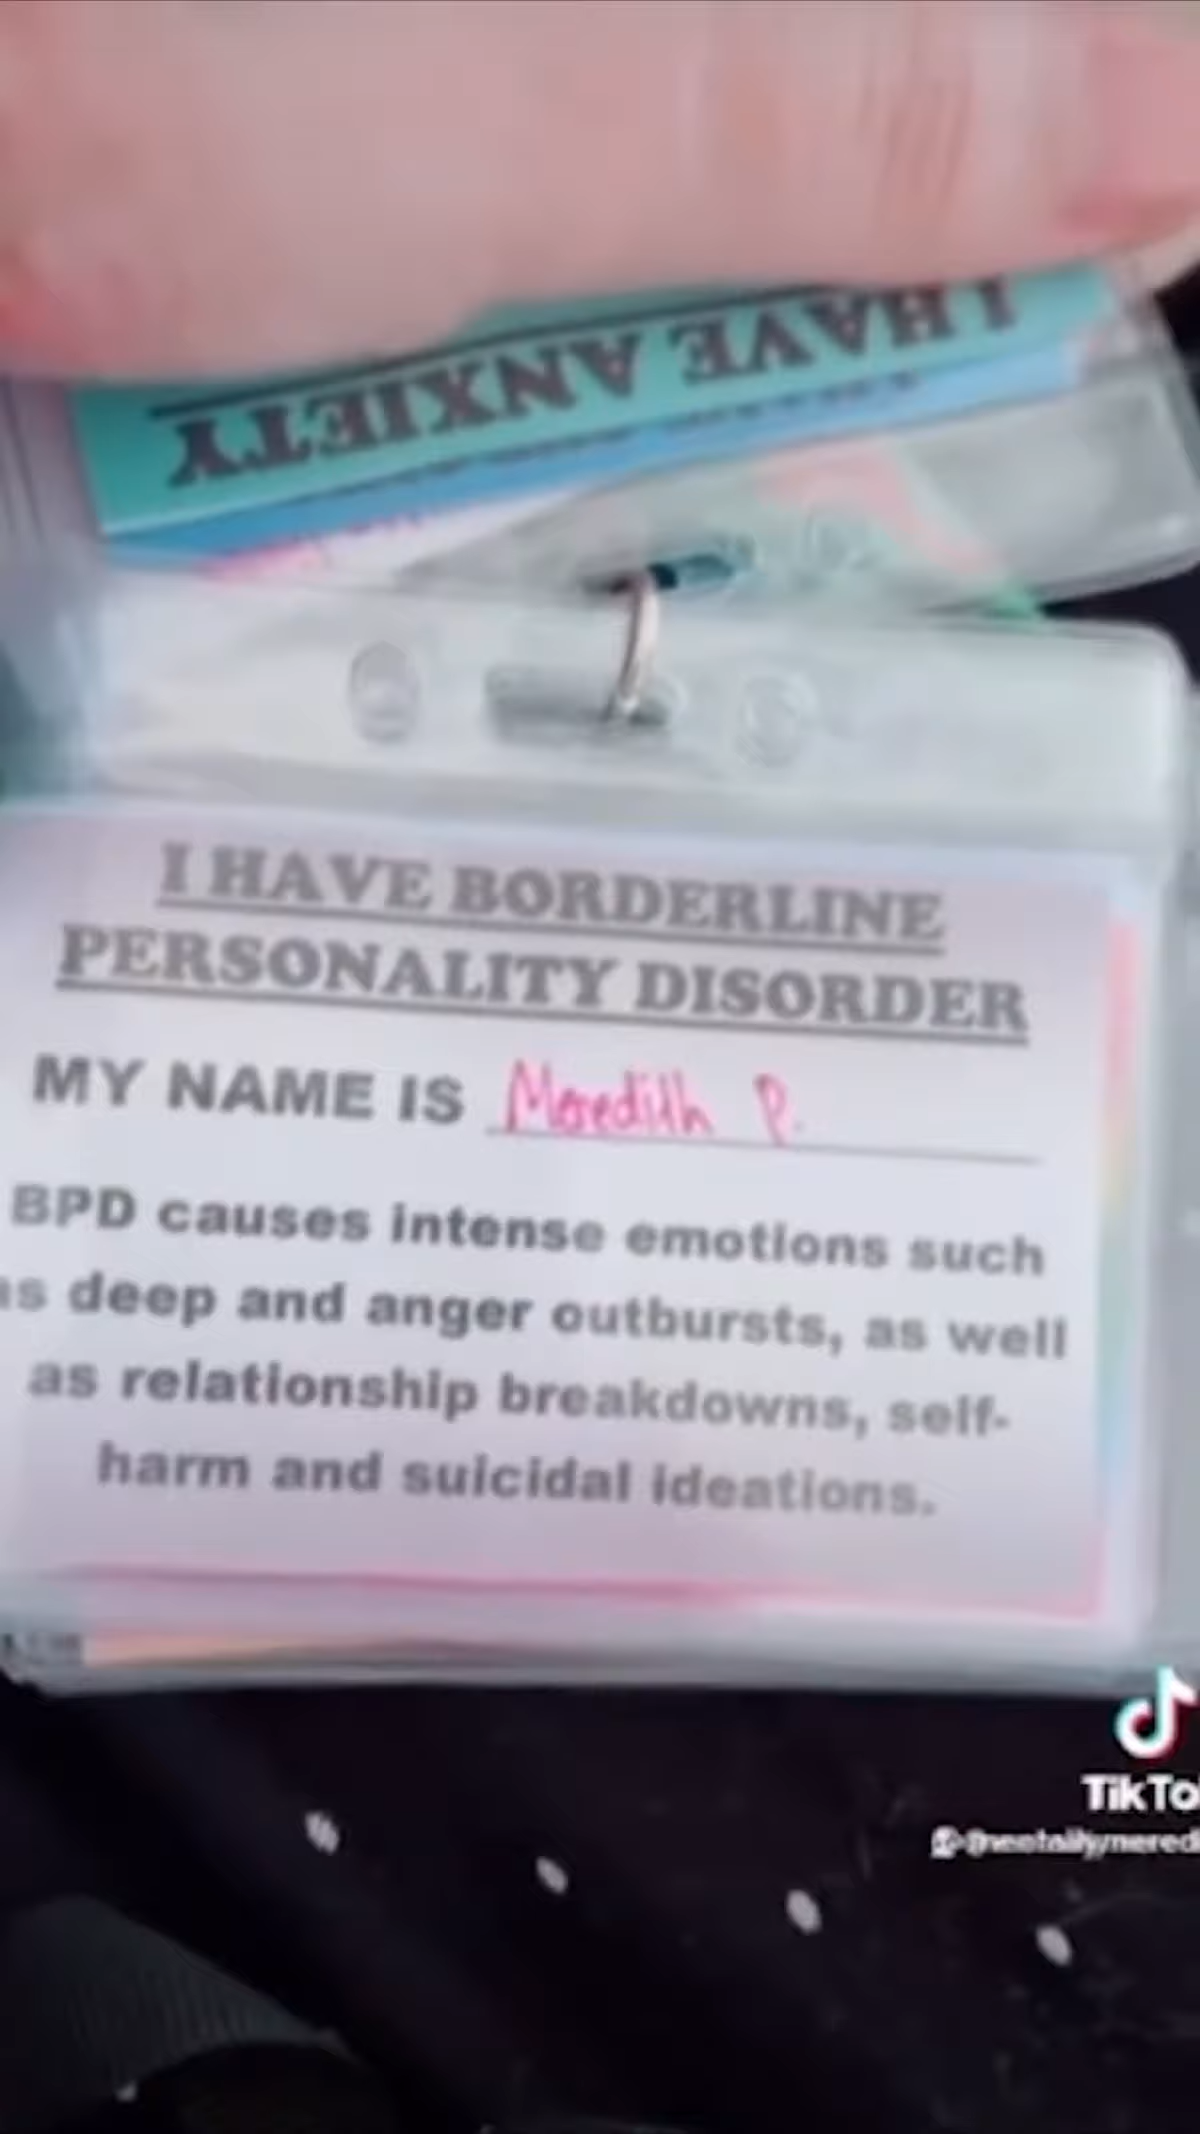 I HAVE ANXIETY
I HAVE BORDERLINE
PERSONALITY DISORDER
MY NAME IS Meredith P.
BPD causes intense emotions such
as deep and anger outbursts, as well
as relationship breakdowns, self-
harm and suicidal ideations.
TikTo